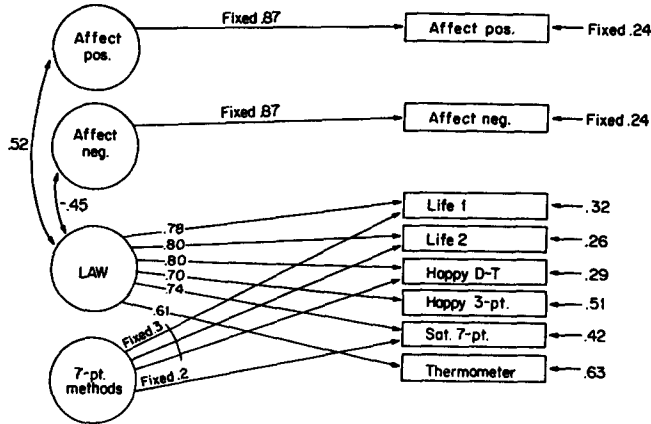 Affect
pos.
Fixed .87
Affect pos.
Fixed .24
Affect
neg.
Fixed .87
Affect neg.
Fixed .24
.52
-.45
LAW
.78
.80
.80
.70
.74
.61
Life 1
.32
Life 2
.26
Happy D-T
.29
Happy 3-pt.
.51
Sat. 7-pt.
.42
Thermometer
.63
7-pt.
methods
Fixed .3
Fixed .2